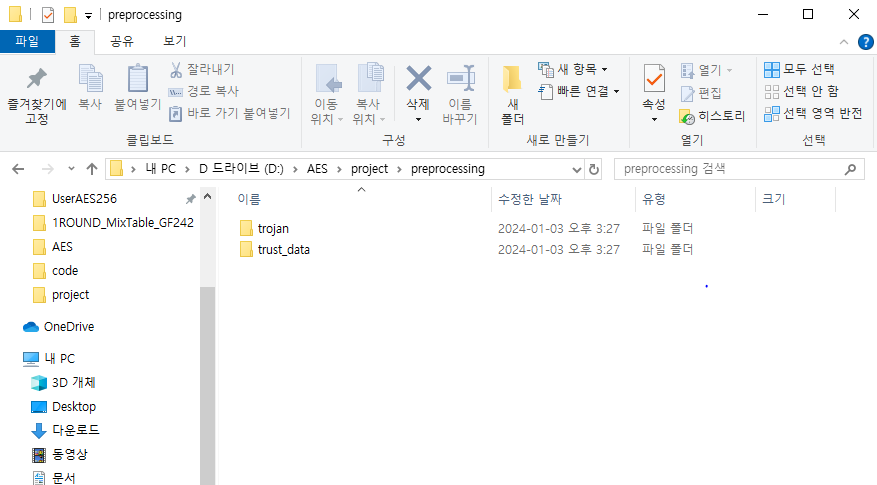 preprocessing
파일 홈 공유 보기
즐겨찾기에 고정
복사
붙여넣기
잘라내기
경로 복사
바로 가기 붙여넣기
클립보드
이동 위치
복사 위치
삭제
이름 바꾸기
구성
새 폴더
새 항목
빠른 연결
새로 만들기
속성
열기
편집
히스토리
열기
모두 선택
선택 안 함
선택 영역 반전
선택
내 PC > D 드라이브 (D:) > AES > project > preprocessing
preprocessing 검색
UserAES256
1ROUND_MixTable_GF242
AES
code
project
OneDrive
내 PC
3D 개체
Desktop
다운로드
동영상
문서
이름 수정한 날짜 유형 크기
trojan 2024-01-03 오후 3:27 파일 폴더
trust_data 2024-01-03 오후 3:27 파일 폴더